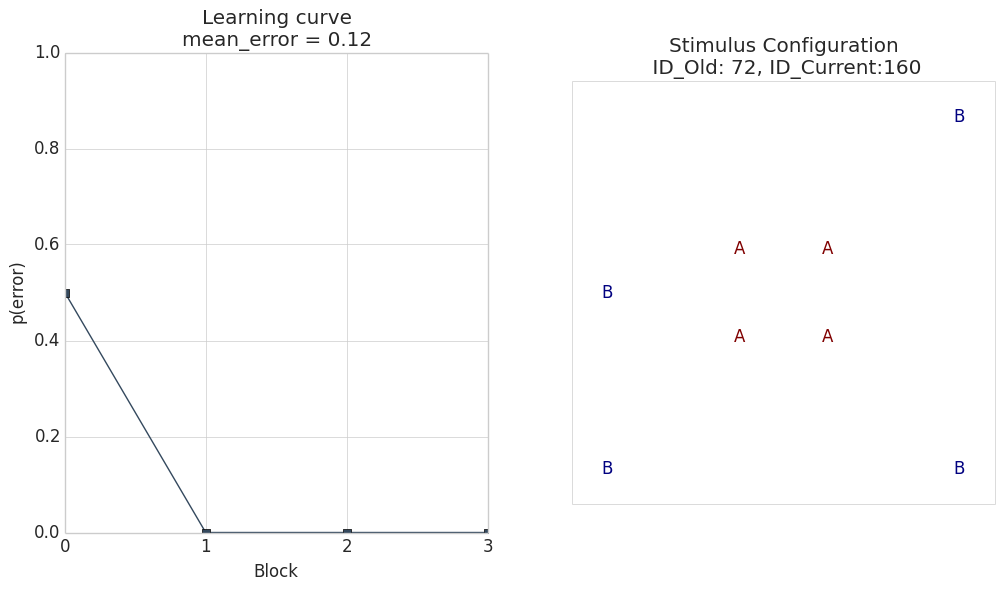 Learning curve
mean_error = 0.12
1.0
0.8
0.6
0.4
0.2
0.0
p(error)
0 1 2 3
Block
Stimulus Configuration
ID_Old: 72, ID_Current:160
B
A A
B
A A
B B